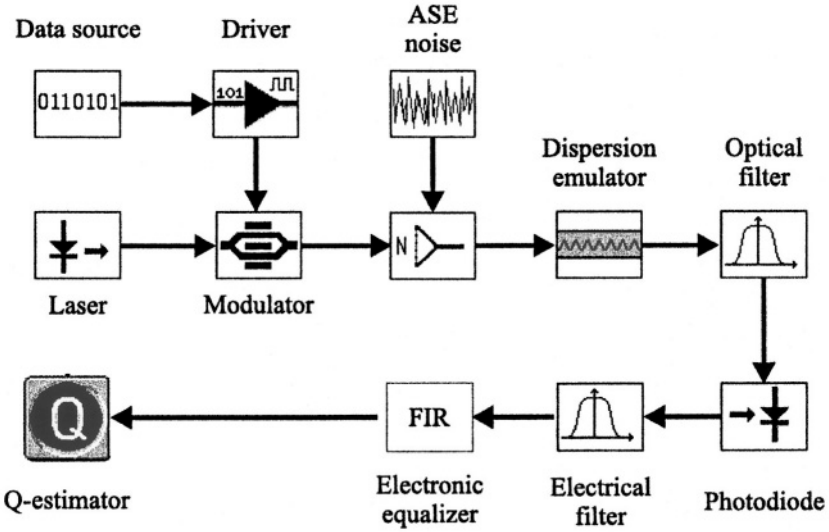 Data source
Driver
ASE
noise
0110101
101
Dispersion
emulator
Optical
filter
N
Laser
Modulator
Q
FIR
Q-estimator
Electronic
equalizer
Electrical
filter
Photodiode